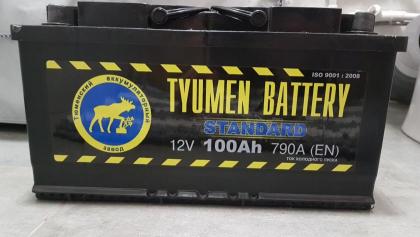 ISO 9001 : 2008
Тюменский аккумуляторный
завод
TYUMEN BATTERY
STANDARD
12V 100Ah 790A (EN)
ТОК ХОЛОДНОГО ПУСКА